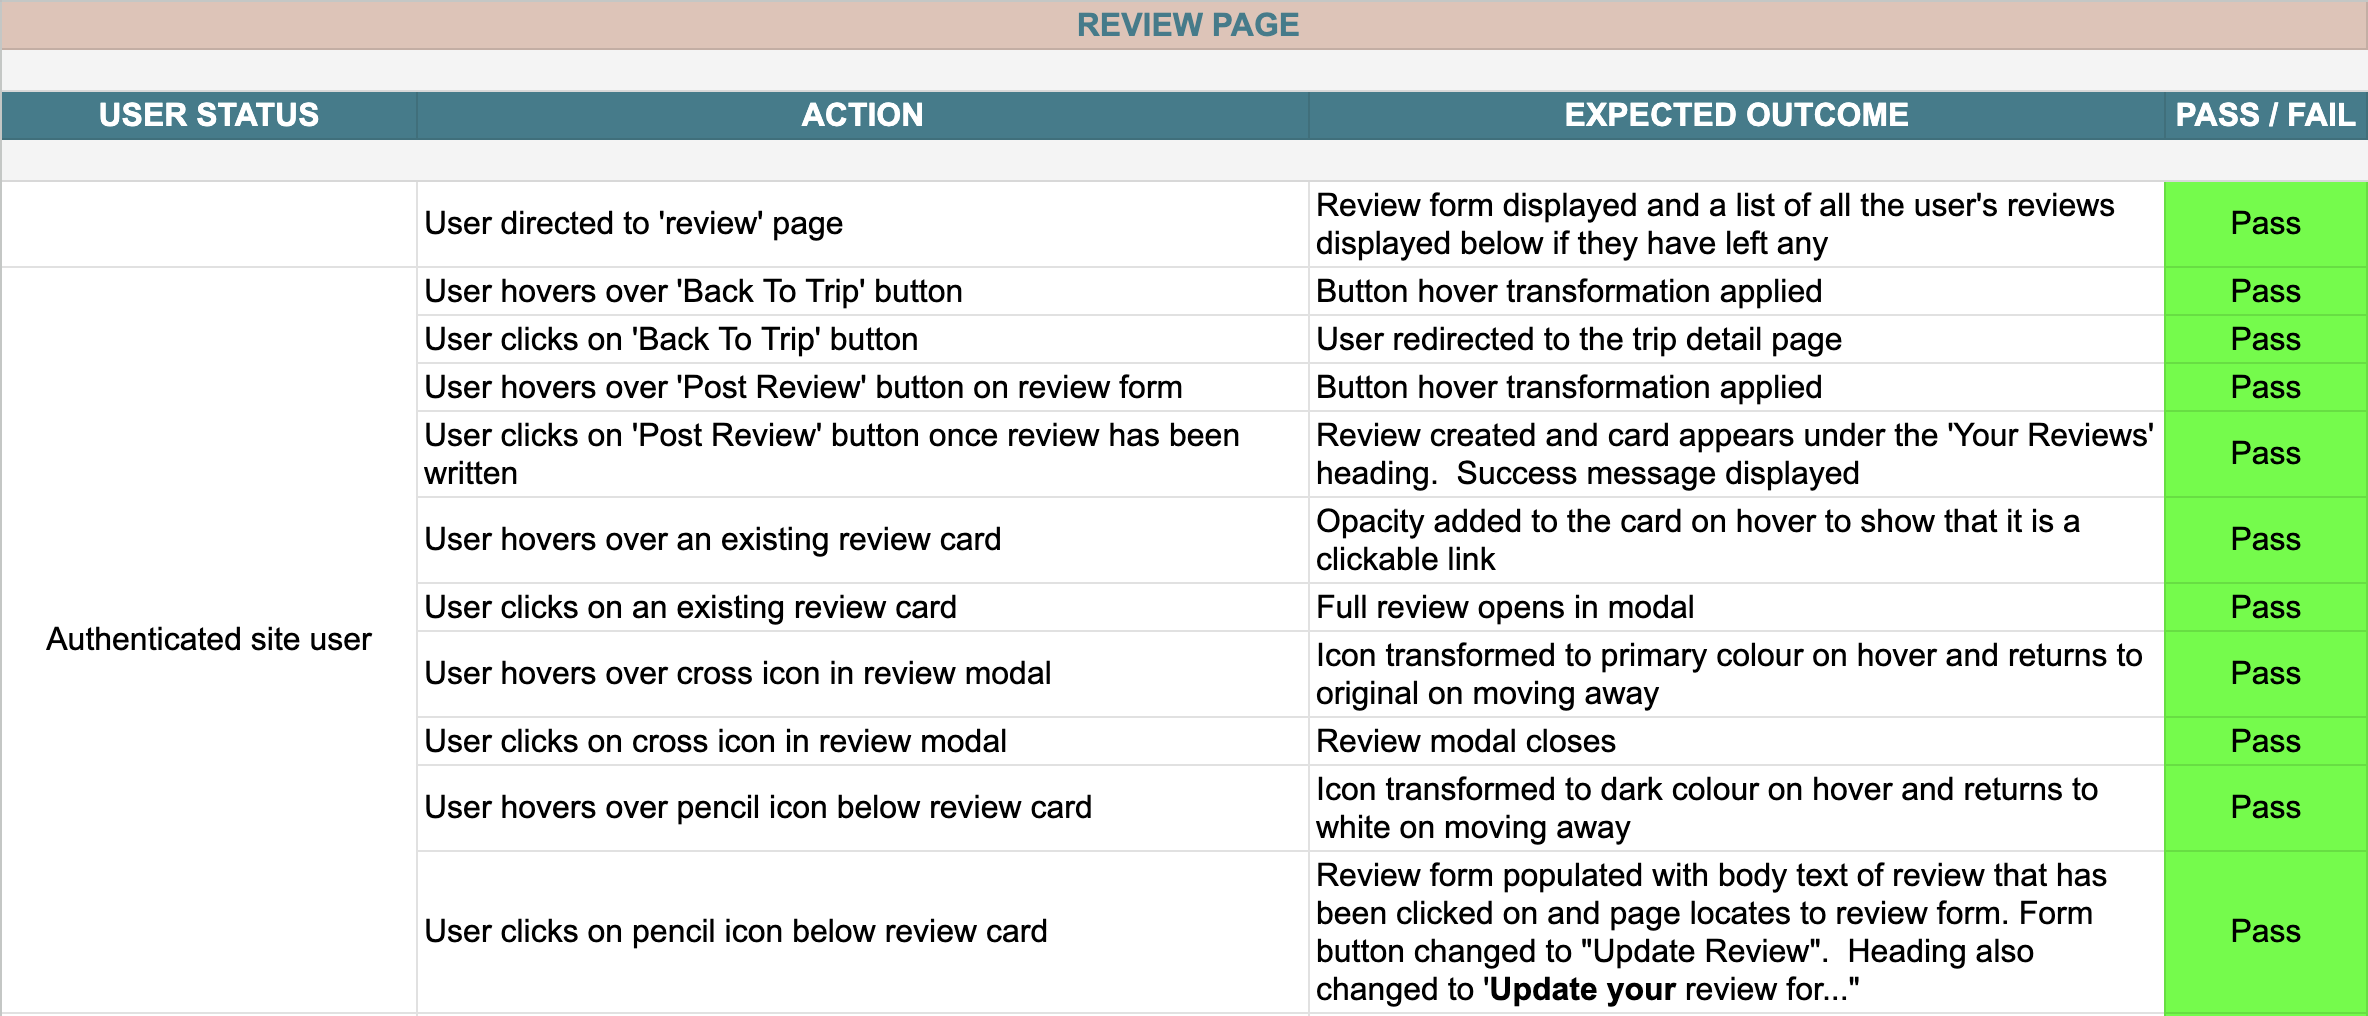 REVIEW PAGE
USER STATUS ACTION EXPECTED OUTCOME PASS / FAIL
User directed to 'review' page
Review form displayed and a list of all the user's reviews
displayed below if they have left any
Pass
Authenticated site user
User hovers over 'Back To Trip' button
Button hover transformation applied
Pass
User clicks on 'Back To Trip' button
User redirected to the trip detail page
Pass
User hovers over 'Post Review' button on review form
Button hover transformation applied
Pass
User clicks on 'Post Review' button once review has been
written
Review created and card appears under the 'Your Reviews'
heading.  Success message displayed
Pass
User hovers over an existing review card
Opacity added to the card on hover to show that it is a
clickable link
Pass
User clicks on an existing review card
Full review opens in modal
Pass
User hovers over cross icon in review modal
Icon transformed to primary colour on hover and returns to
original on moving away
Pass
User clicks on cross icon in review modal
Review modal closes
Pass
User hovers over pencil icon below review card
Icon transformed to dark colour on hover and returns to
white on moving away
Pass
User clicks on pencil icon below review card
Review form populated with body text of review that has
been clicked on and page locates to review form. Form
button changed to "Update Review".  Heading also
changed to 'Update your review for..."
Pass